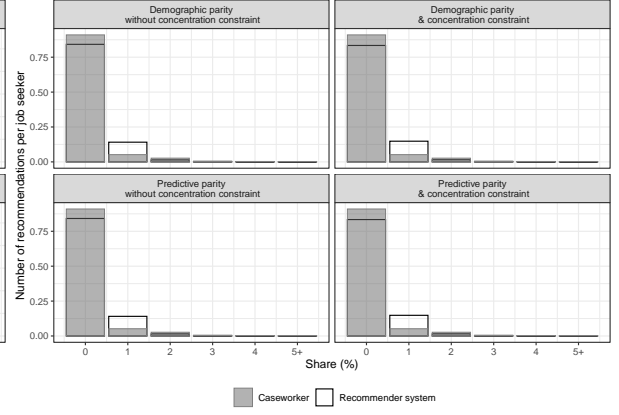 Demographic parity
without concentration constraint
Demographic parity
& concentration constraint
0.75
0.50
0.25
0.00
Predictive parity
without concentration constraint
Predictive parity
& concentration constraint
0.75
0.50
0.25
0.00
Number of recommendations per job seeker
0 1 2 3 4 5+
0 1 2 3 4 5+
Share (%)
Caseworker
Recommender system